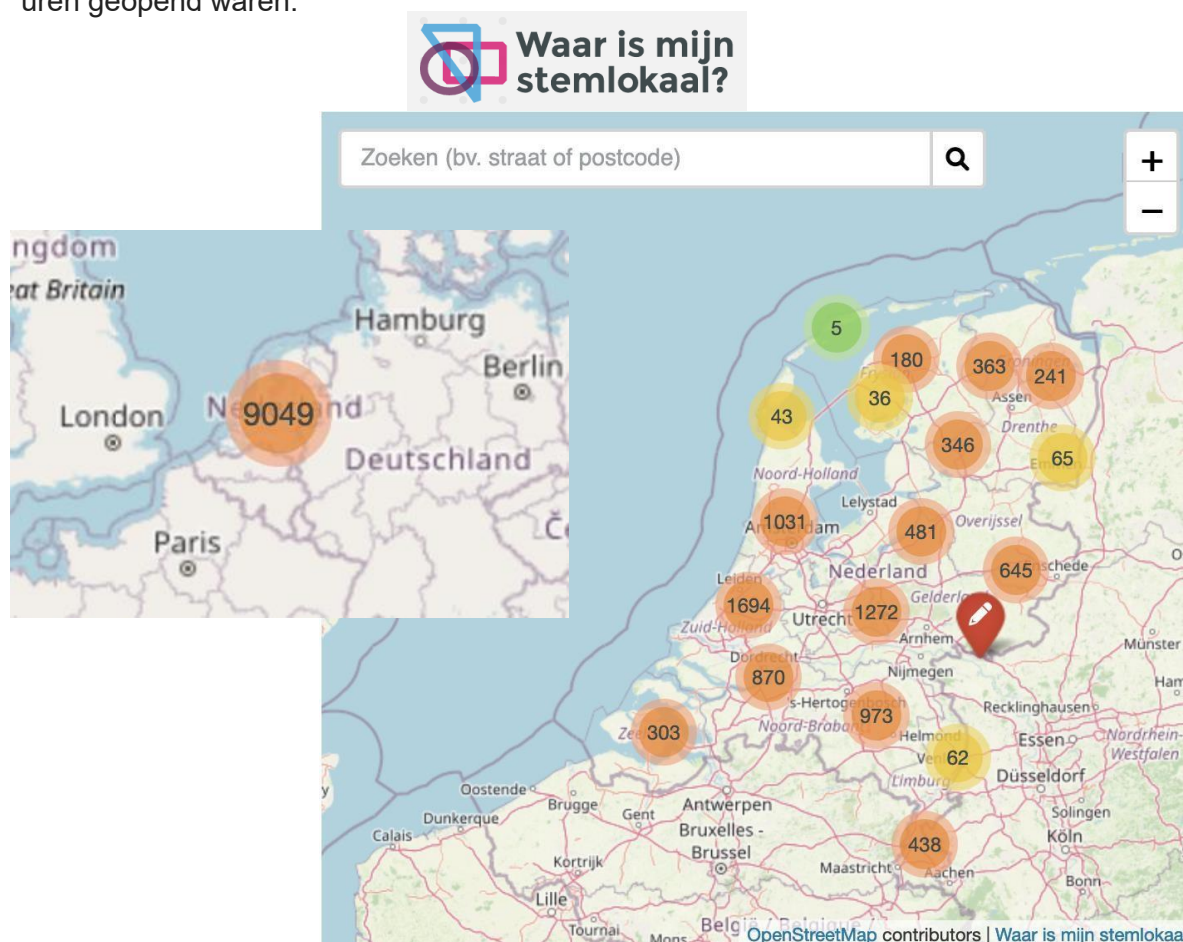 uren geopend waren.
Waar is mijn
stemlokaal?
Zoeken (bv. straat of postcode)
+
−
ngdom
eat Britain
Hamburg
Berlin
London
9049
Deutschland
Paris
5
180
363
241
Assen
36
43
Drenthe
346
65
Noord-Holland
Lelystad
1031
481
Overijssel
Nederland
645
Leiden
1694
Utrecht
1272
Arnhem
Zuid-Holland
Münster
Dordrecht
870
Nijmegen
's-Hertogenbosch
973
Recklinghausen
303
Noord-Brabant
Helmond
Essen
Nordrhein-
Westfalen
62
Limburg
Düsseldorf
Oostende
Brugge
Gent
Antwerpen
Solingen
Dunkerque
Calais
Bruxelles -
Brussel
438
Köln
Kortrijk
Maastricht
Aachen
Bonn
Lille
Tournai
Mons
België / Belgique /
OpenStreetMap contributors | Waar is mijn stemlokaa